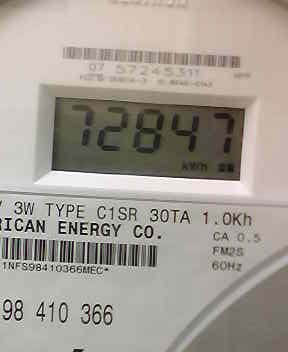 07 57245311
72847
kWh
V 3W TYPE C1SR 30TA 1.0Kh
RICAN ENERGY CO.
CA 0.5
FM2S
60Hz
1NFS98410366MEC*
98 410 366